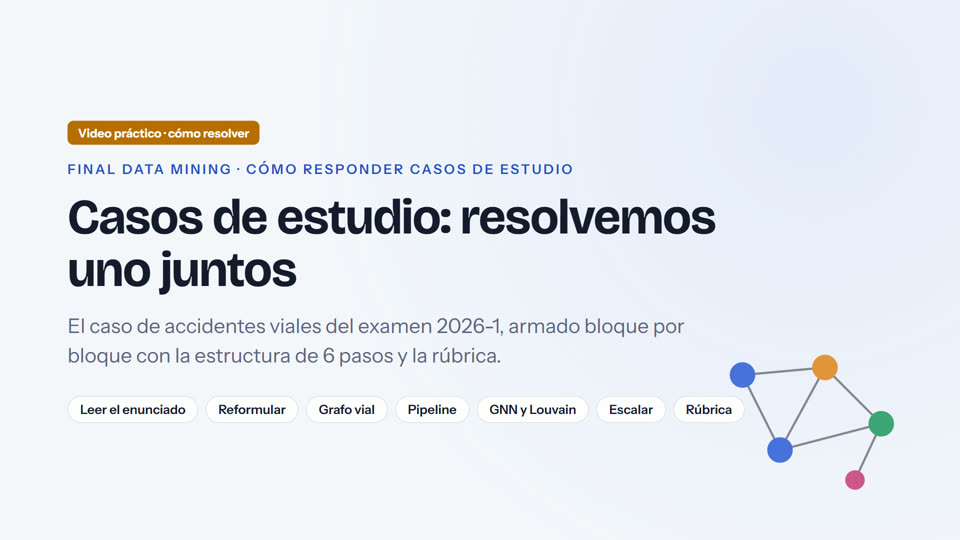 Video práctico · cómo resolver
FINAL DATA MINING · CÓMO RESPONDER CASOS DE ESTUDIO
Casos de estudio: resolvemos
uno juntos
El caso de accidentes viales del examen 2026-1, armado bloque por
bloque con la estructura de 6 pasos y la rúbrica.
Leer el enunciado Reformular Grafo vial Pipeline GNN y Louvain Escalar Rúbrica